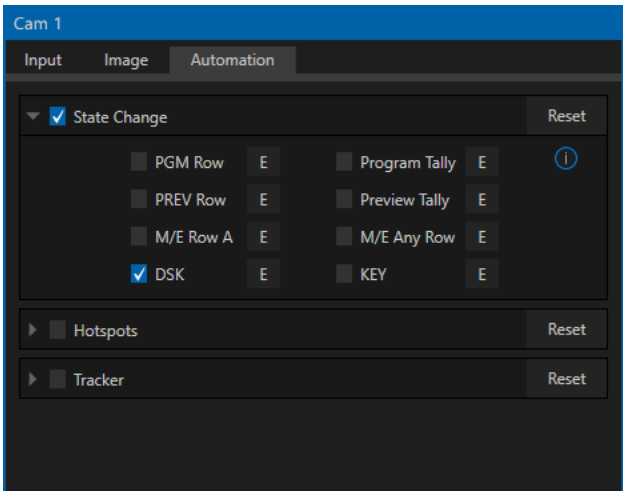 Cam 1
Input Image Automation
State Change Reset
PGM Row E Program Tally E
PREV Row E Preview Tally E
M/E Row A E M/E Any Row E
DSK E KEY E
Hotspots Reset
Tracker Reset